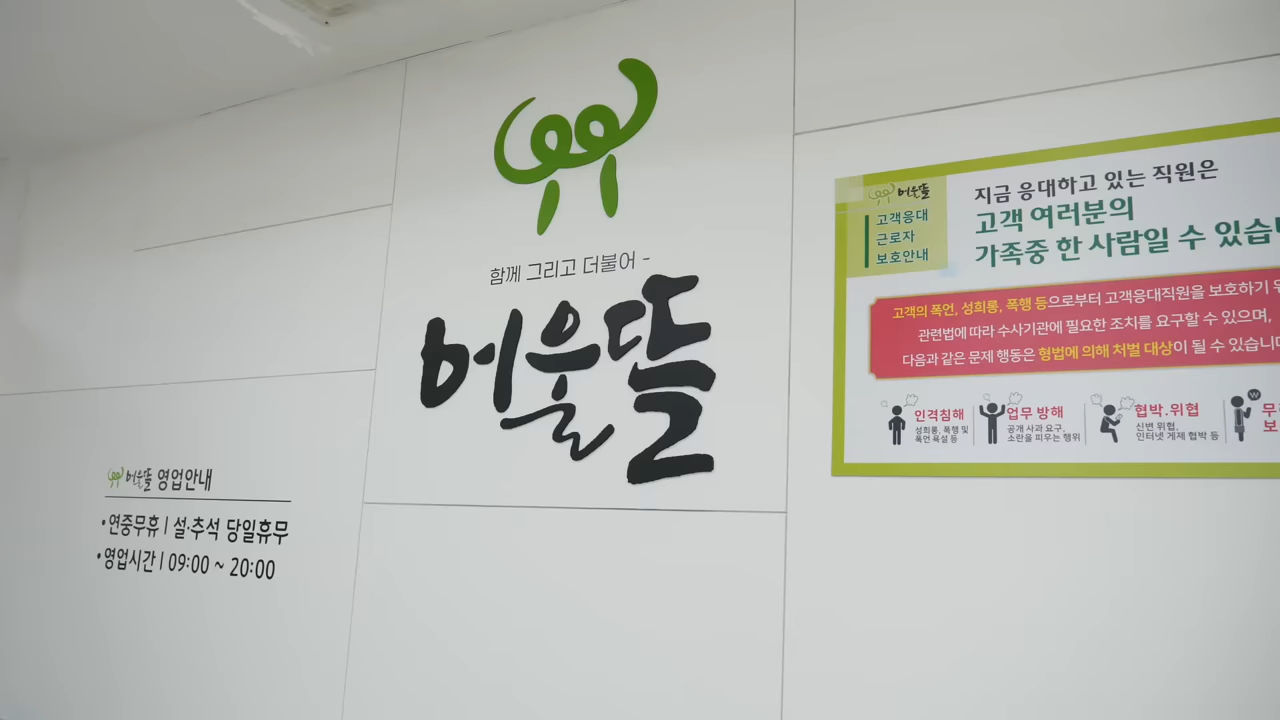 함께 그리고 더불어 -
어울뜰
어울뜰 영업안내
•연중무휴 | 설·추석 당일휴무
•영업시간 | 09:00 ~ 20:00
어울뜰
고객응대
근로자
보호안내
지금 응대하고 있는 직원은
고객 여러분의
가족중 한 사람일 수 있습
고객의 폭언, 성희롱, 폭행 등으로부터 고객응대직원을 보호하기
관련법에 따라 수사기관에 필요한 조치를 요구할 수 있으며,
다음과 같은 문제 행동은 형법에 의해 처벌 대상이 될 수 있습니
인격침해
성희롱, 폭행 및
폭언 욕설 등
업무 방해
공개 사과 요구,
소란을 피우는 행위
협박.위협
신변 위협,
인터넷 게제 협박 등
₩
무
보